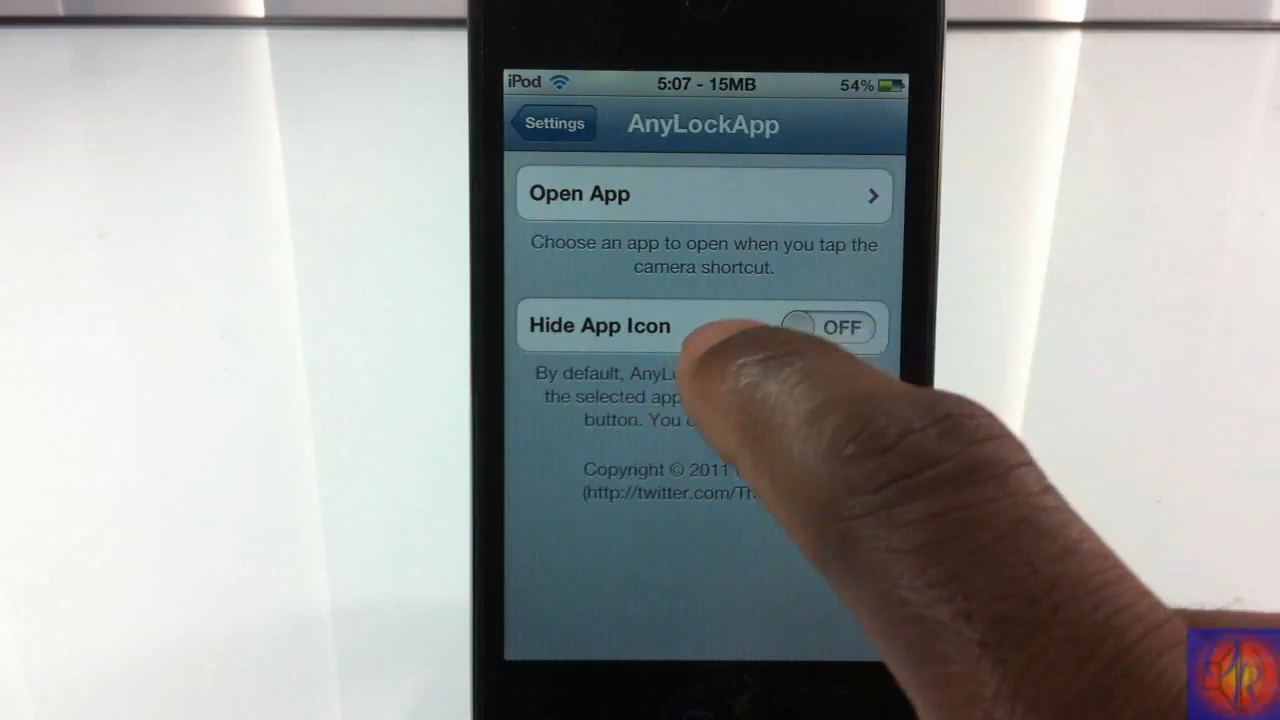 iPod 5:07 - 15MB 54%
Settings AnyLockApp
Open App
Choose an app to open when you tap the
camera shortcut.
Hide App Icon OFF
By default,
the selected app
button. You
Copyright © 2011
(http://twitter.com/Th